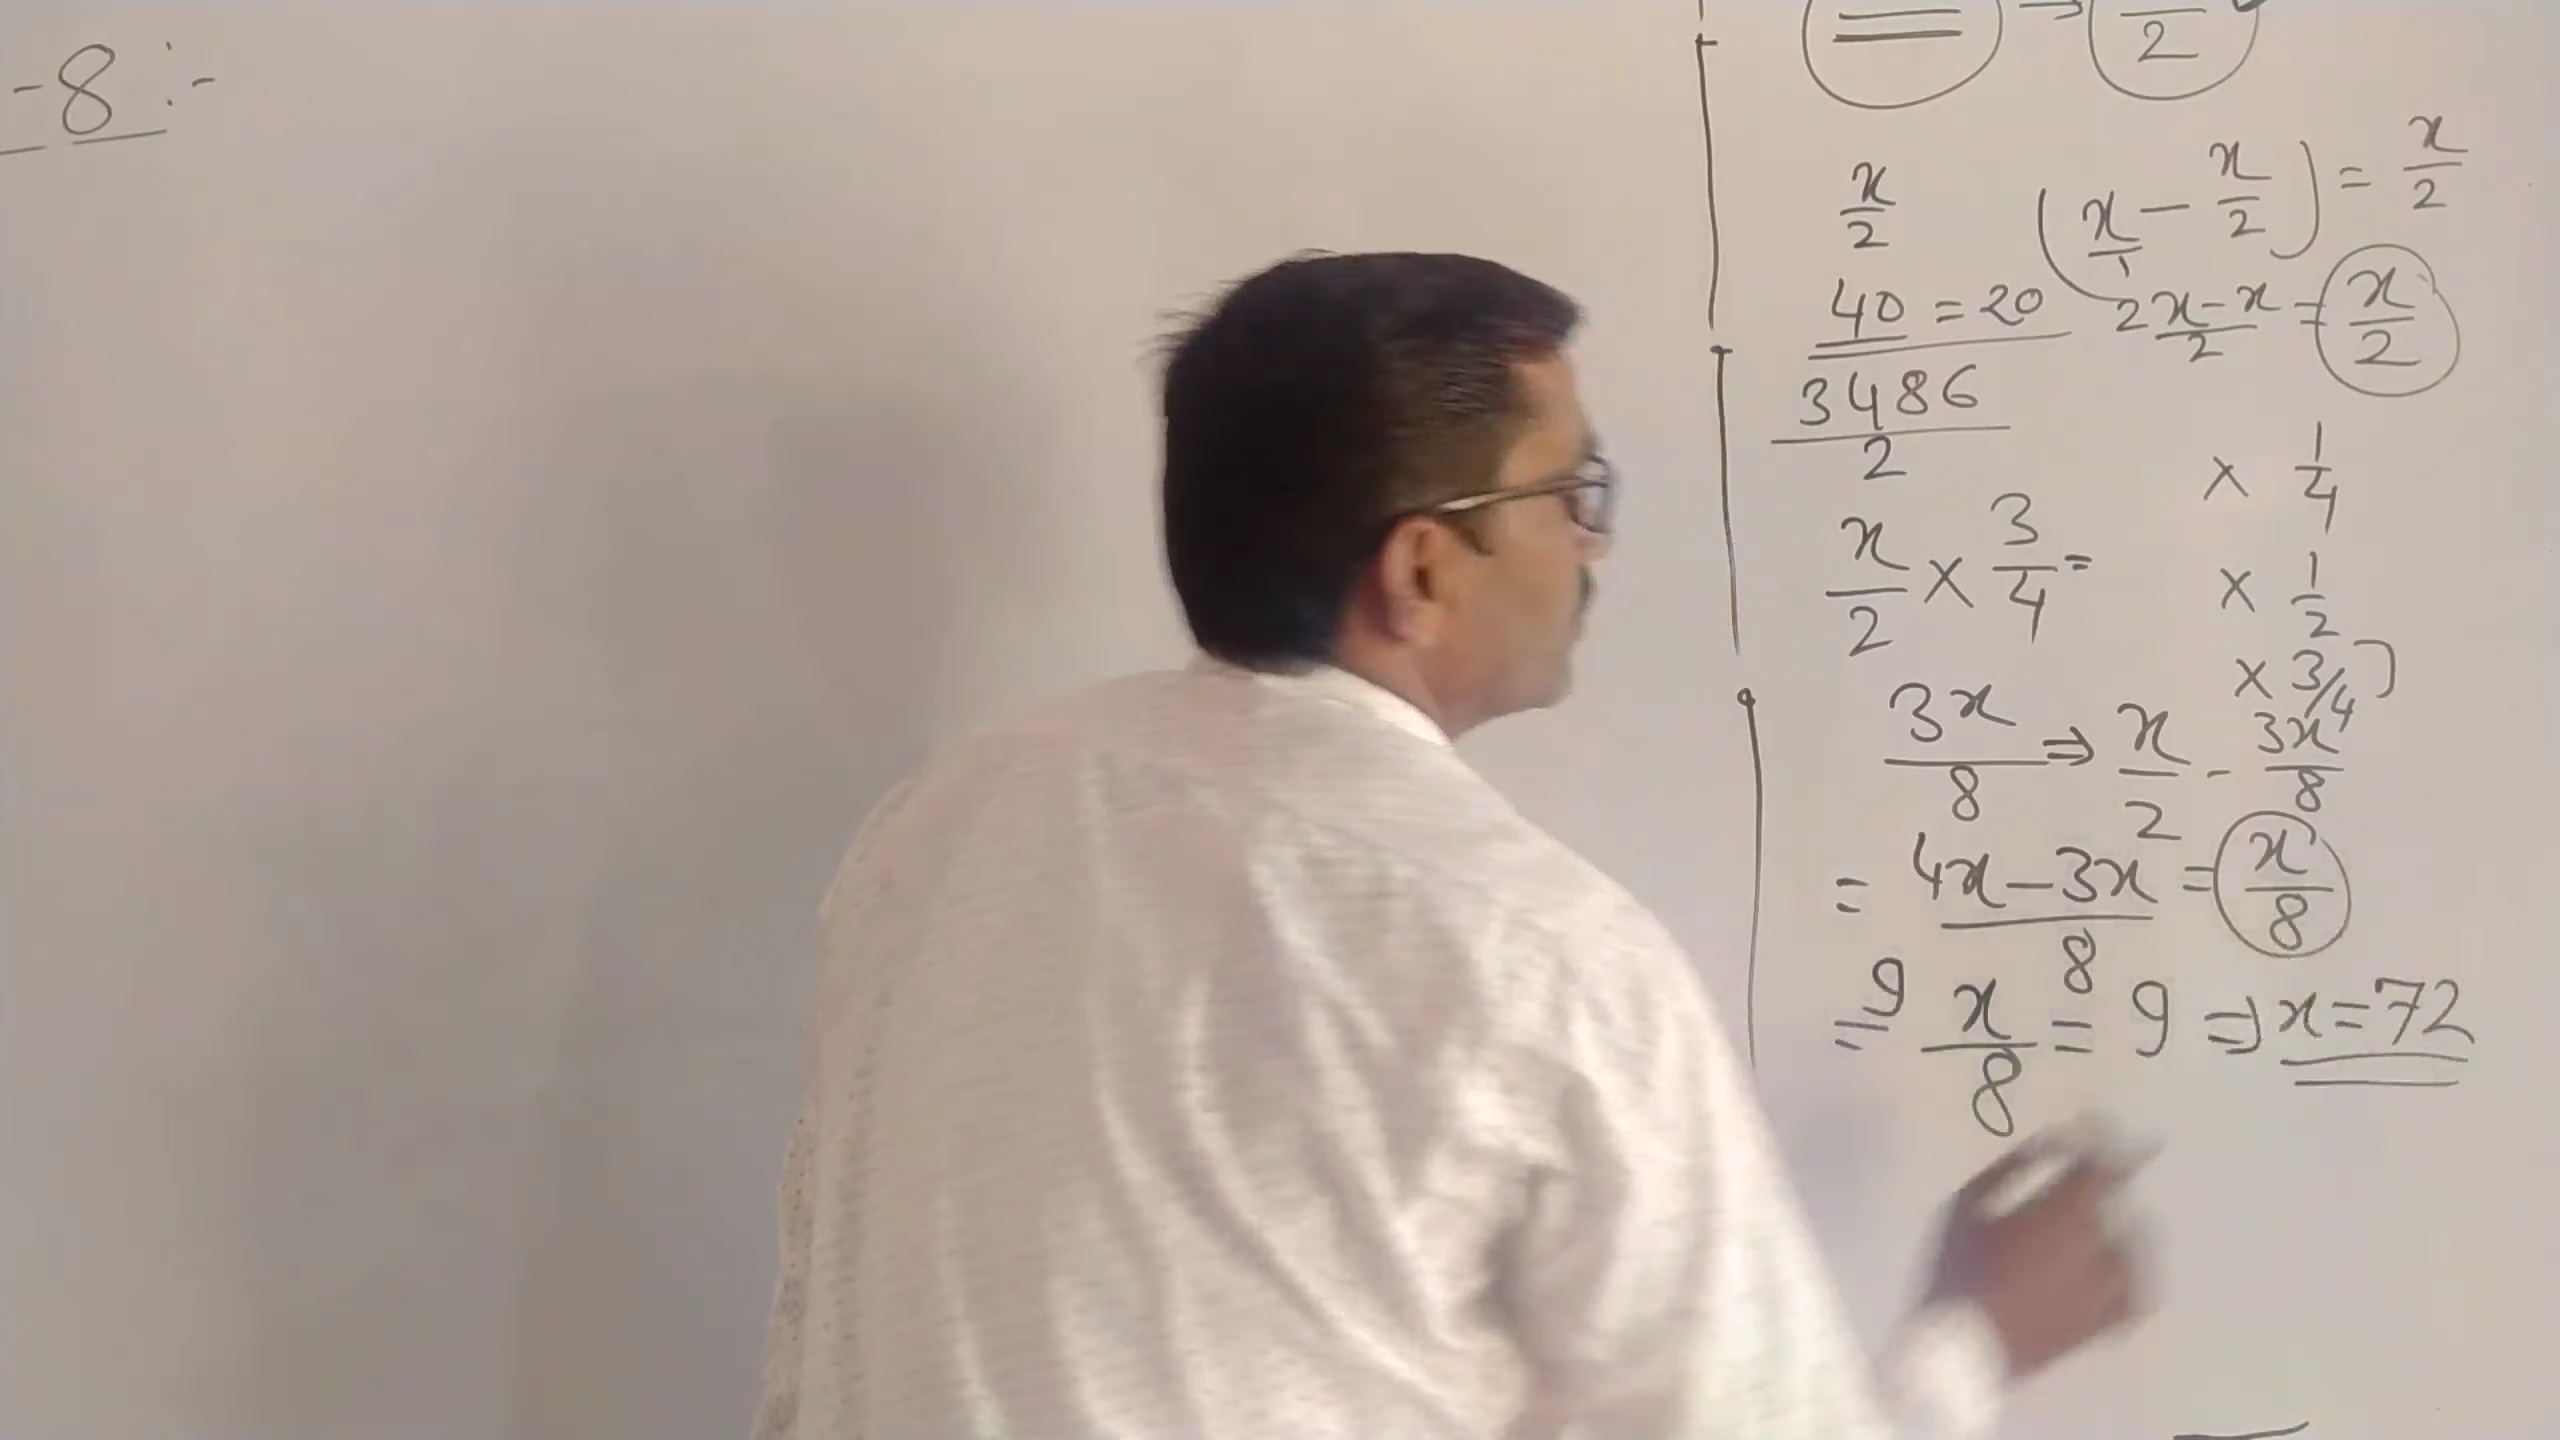 -8 :-
→ 2
x/2 (x/1 - x/2) = x/2
40 = 20 2x-x/2 = x/2
3486/2
× 1/4
x/2 × 3/4 = × 1/2
× 3/4
3x/8 ⇒ x/2 - 3x/8
= 4x-3x/8 = x/8
=9 x/8 = 9 ⇒ x=72